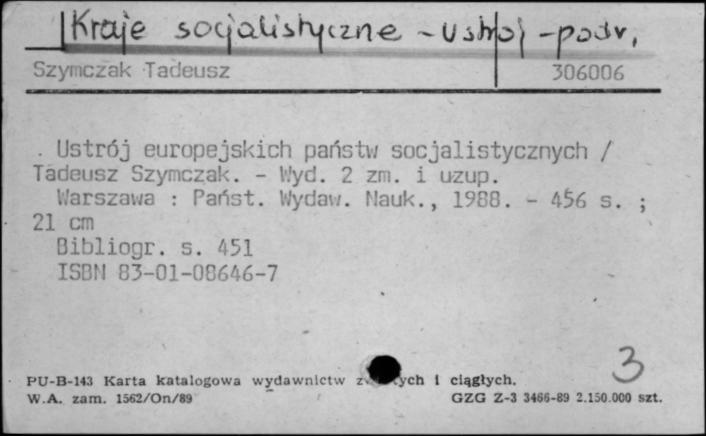 Kraje socjalistyczne - ustrój - podr.
Szymczak Tadeusz 306006
Ustrój europejskich państw socjalistycznych /
Tadeusz Szymczak. - Wyd. 2 zm. i uzup.
Warszawa : Państ. Wydaw. Nauk., 1988. - 456 s. ;
21 cm
Bibliogr. s. 451
ISBN 83-01-08646-7
3
PU-B-143 Karta katalogowa wydawnictw i ciągłych.
W.A. zam. 1562/On/89 GZG Z-3 3466-89 2.150.000 szt.